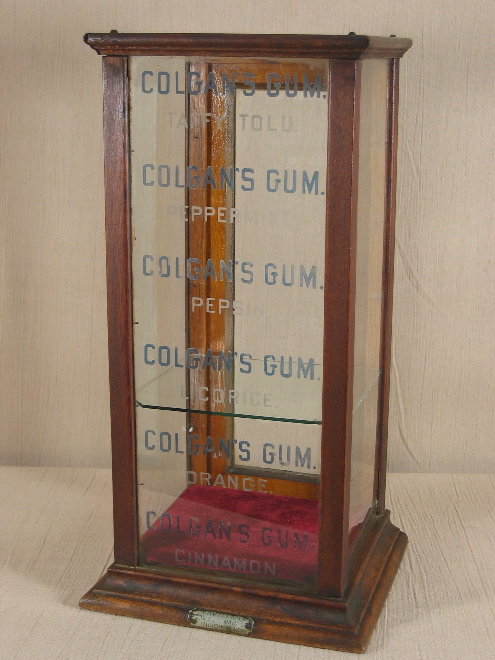 COLGAN'S GUM.
TAFFY TOLU.
COLGAN'S GUM.
PEPPERMINT.
COLGAN'S GUM.
PEPSIN.
COLGAN'S GUM.
LICORICE.
COLGAN'S GUM.
ORANGE.
COLGAN'S GUM.
CINNAMON.